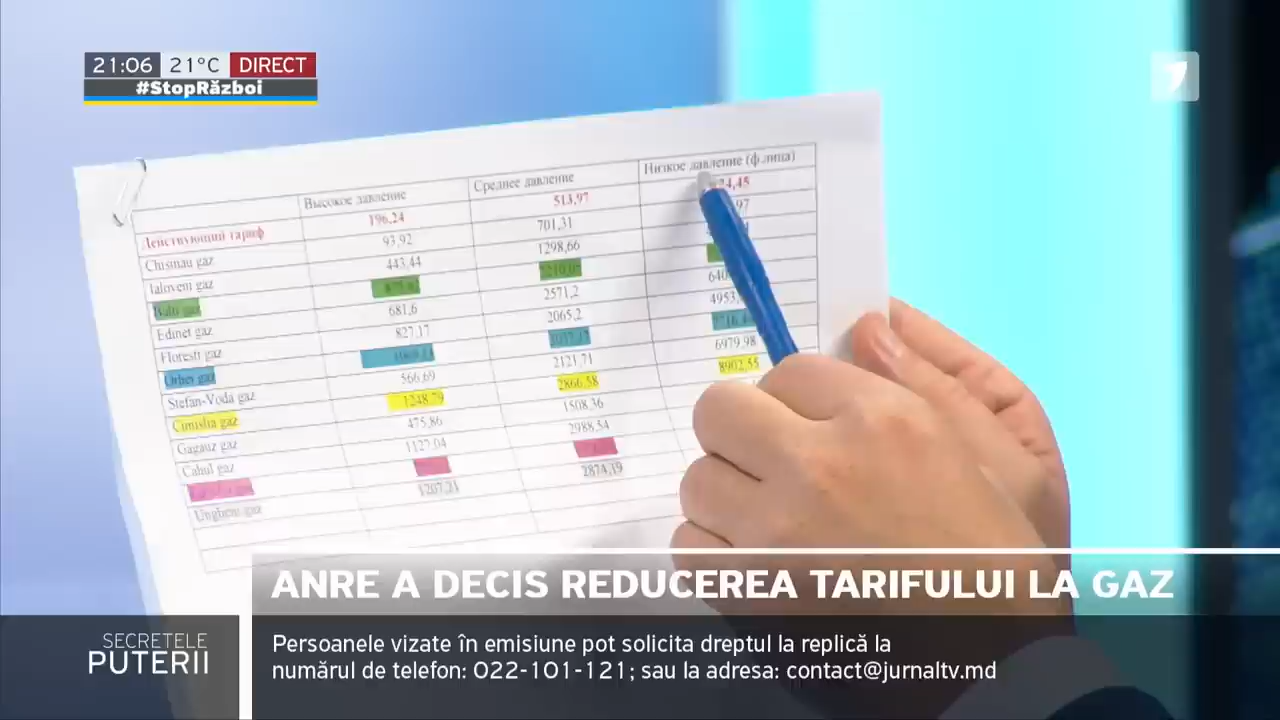 21:06 21°C DIRECT
#StopRăzboi
Высокое давление Среднее давление Низкое давление (ф.лица)
Действующий тариф 196,24 513,97
Chisinau gaz 93,92 701,31
Ialoveni gaz 443,44 1298,66
gaz
Edinet gaz 681,6 2571,2
Floresti gaz 827,17 2065,2
Orhei gaz
Stefan-Voda gaz 566,69 2121,71 6979,98
Cimislia gaz 1248,79 2866,58 8902,55
Gagauz gaz 475,86 1508,36
Cahul gaz 1127,04 2988,54
Ungheni gaz 1207,21 2874,19
ANRE A DECIS REDUCEREA TARIFULUI LA GAZ
SECRETELE
PUTERII
Persoanele vizate în emisiune pot solicita dreptul la replică la
numărul de telefon: 022-101-121; sau la adresa: contact@jurnaltv.md